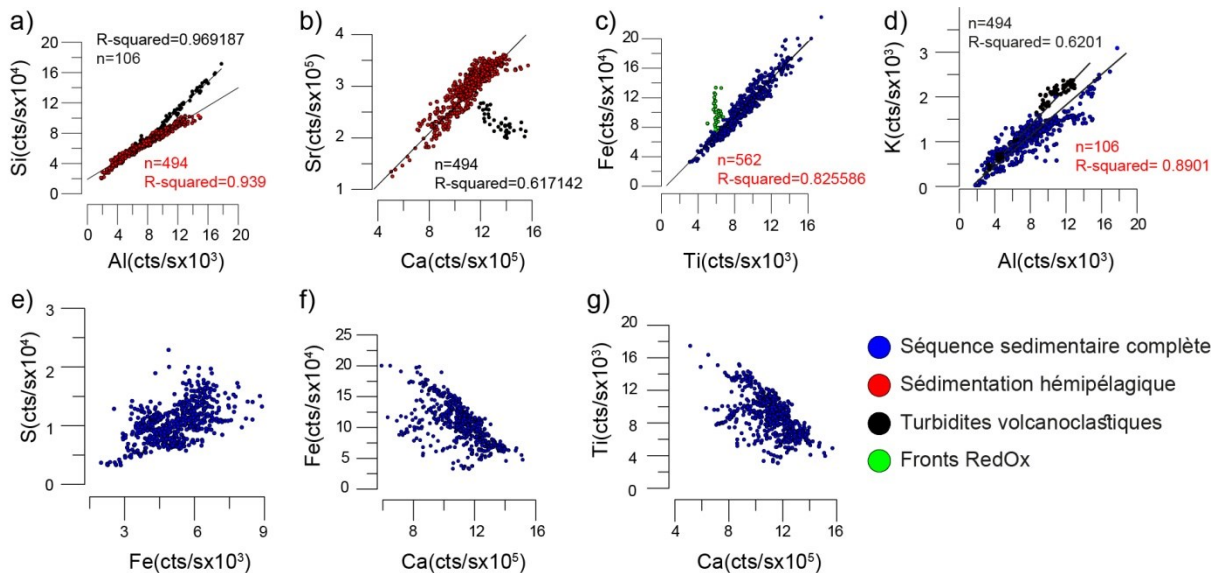 a)
R-squared=0.969187
n=106
Si(cts/sx10⁴)
20
16
12
8
4
0
n=494
R-squared=0.939
0 4 8 12 16 20
Al(cts/sx10³)
b)
Sr(cts/sx10⁵)
4
3
2
1
n=494
R-squared=0.617142
4 8 12 16
Ca(cts/sx10⁵)
c)
Fe(cts/sx10⁴)
20
16
12
8
4
0
n=562
R-squared=0.825586
0 4 8 12 16
Ti(cts/sx10³)
d)
n=494
R-squared= 0.6201
K(cts/sx10³)
3
2
1
0
n=106
R-squared= 0.8901
0 4 8 12 16 20
Al(cts/sx10³)
e)
S(cts/sx10⁴)
3
2
1
0
3 6 9
Fe(cts/sx10³)
f)
Fe(cts/sx10⁴)
25
20
15
10
5
0
8 12 16
Ca(cts/sx10⁵)
g)
Ti(cts/sx10³)
20
16
12
8
4
0
4 8 12 16
Ca(cts/sx10⁵)
Séquence sedimentaire complète
Sédimentation hémipélagique
Turbidites volcanoclastiques
Fronts RedOx